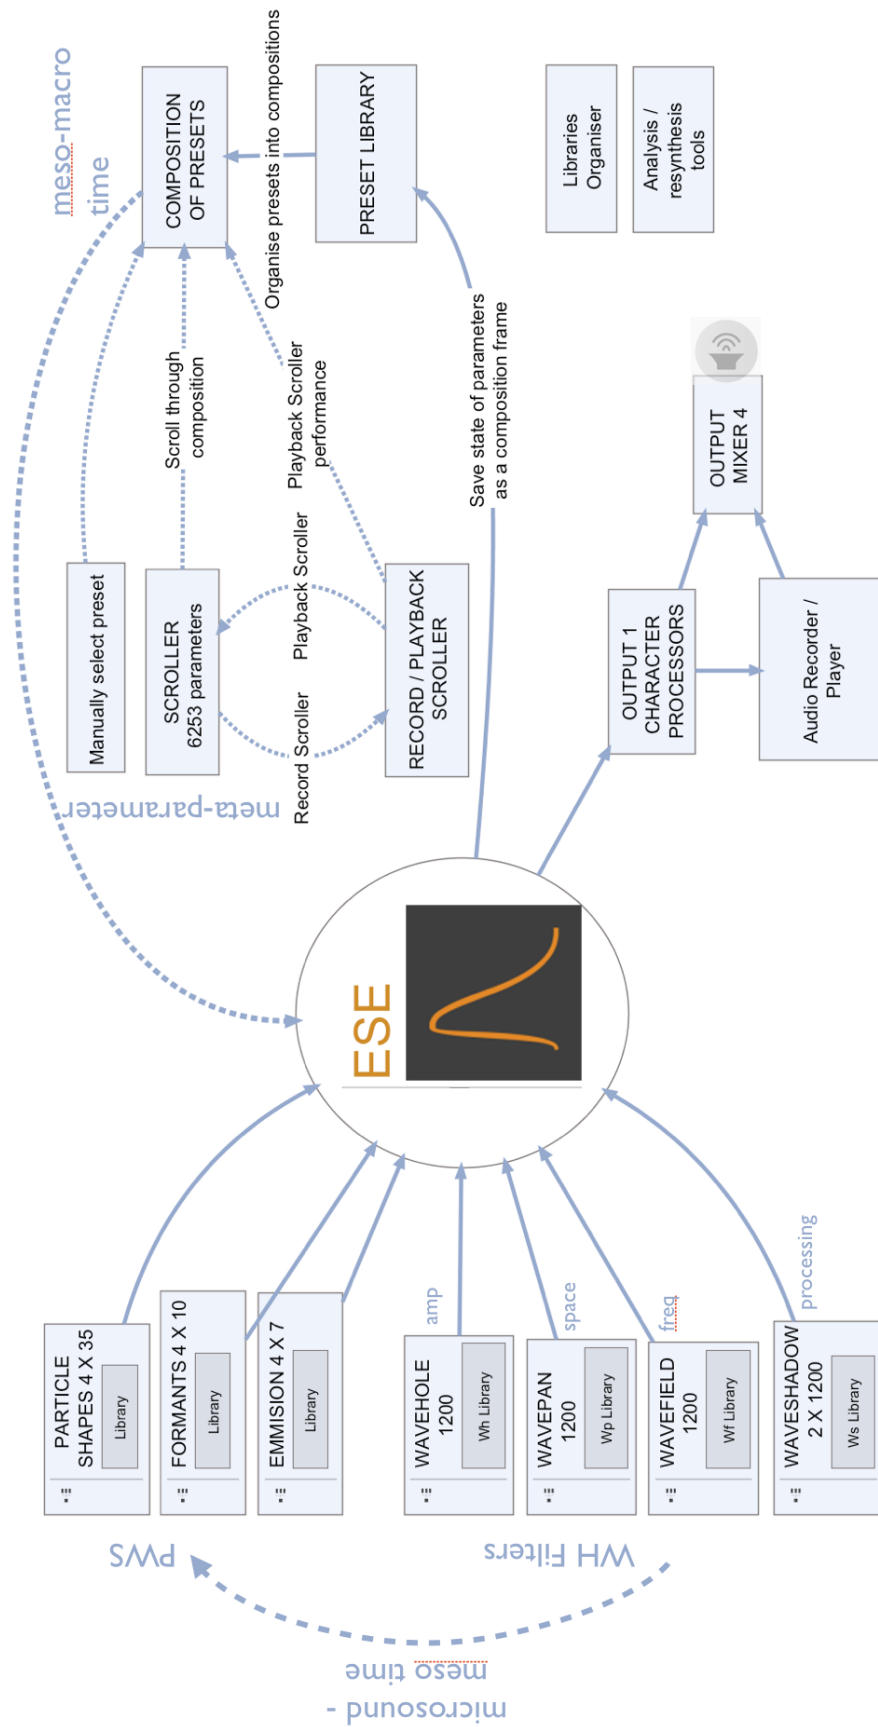 microsound -
meso time
PWS
PARTICLE
SHAPES 4 X 35
Library
FORMANTS 4 X 10
Library
EMMISION 4 X 7
Library
WH Filters
WAVEHOLE
1200
Wh Library
amp
WAVEPAN
1200
Wp Library
space
WAVEFIELD
1200
Wf Library
freq
WAVESHADOW
2 X 1200
Ws Library
processing
ESE
meta-parameter
Manually select preset
SCROLLER
6253 parameters
Record Scroller
Playback Scroller
RECORD / PLAYBACK
SCROLLER
Scroll through
composition
Playback Scroller
performance
meso-macro
time
COMPOSITION
OF PRESETS
Organise presets into compositions
PRESET LIBRARY
Save state of parameters
as a composition frame
OUTPUT 1
CHARACTER
PROCESSORS
Audio Recorder /
Player
OUTPUT
MIXER 4
Libraries
Organiser
Analysis /
resynthesis
tools